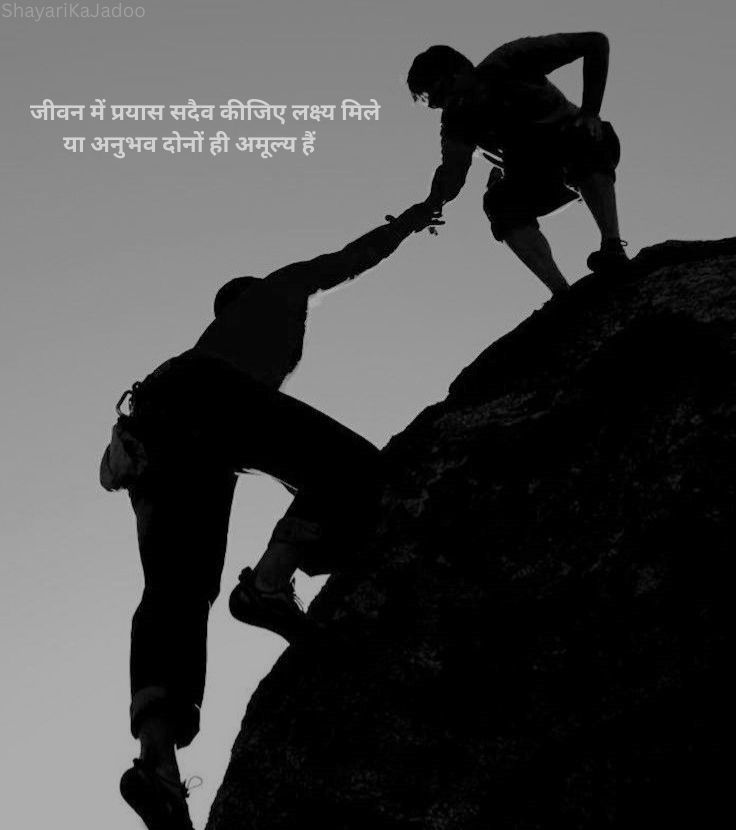 ShayariKaJadoo
जीवन में प्रयास सदैव कीजिए लक्ष्य मिले
या अनुभव दोनों ही अमूल्य हैं